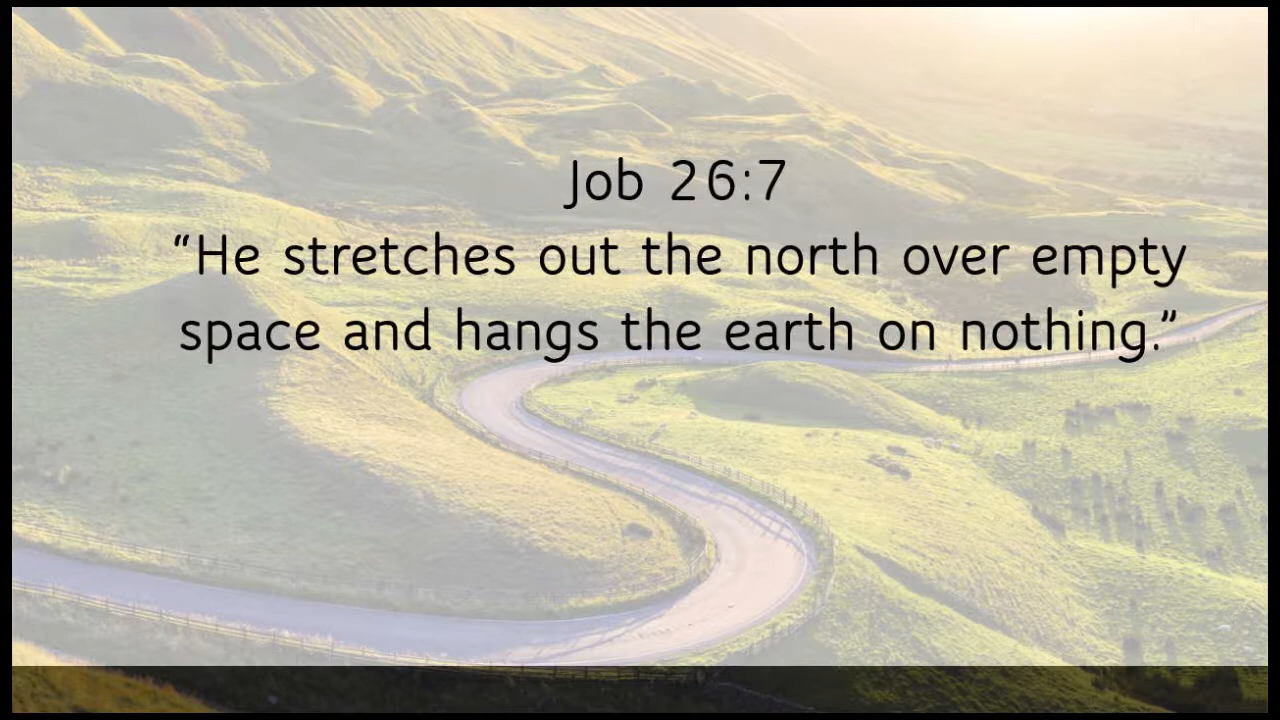 Job 26:7
“He stretches out the north over empty
space and hangs the earth on nothing.”